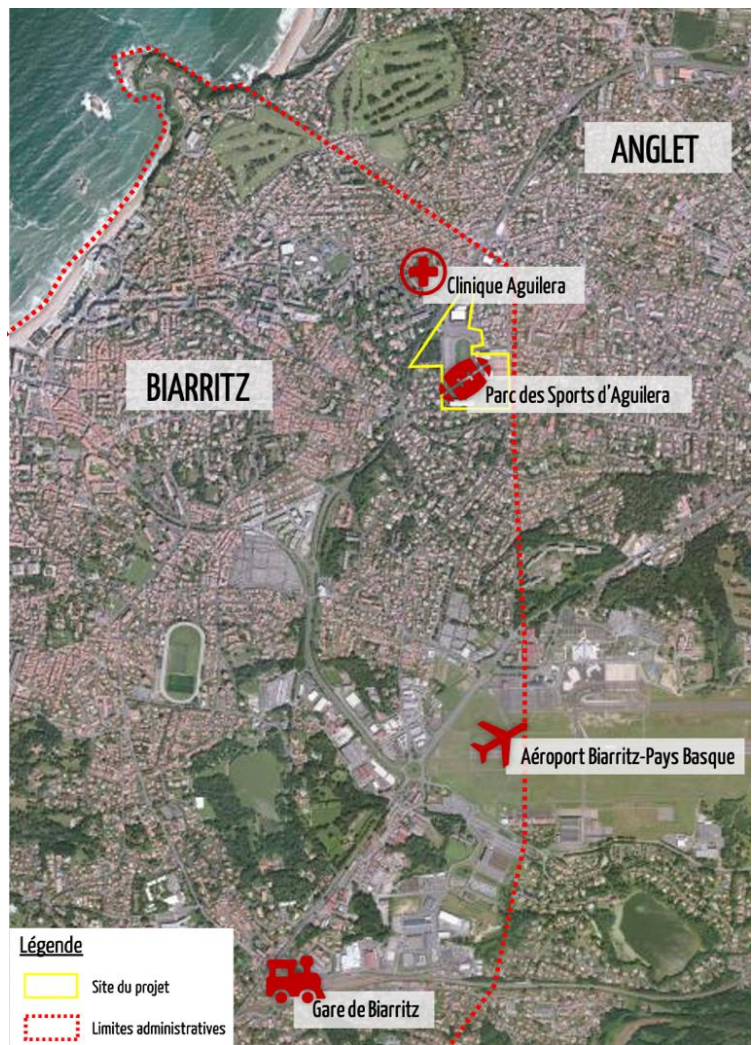 ANGLET
Clinique Aguilera
BIARRITZ
Parc des Sports d'Aguilera
Aéroport Biarritz-Pays Basque
Légende
Site du projet
Limites administratives
Gare de Biarritz